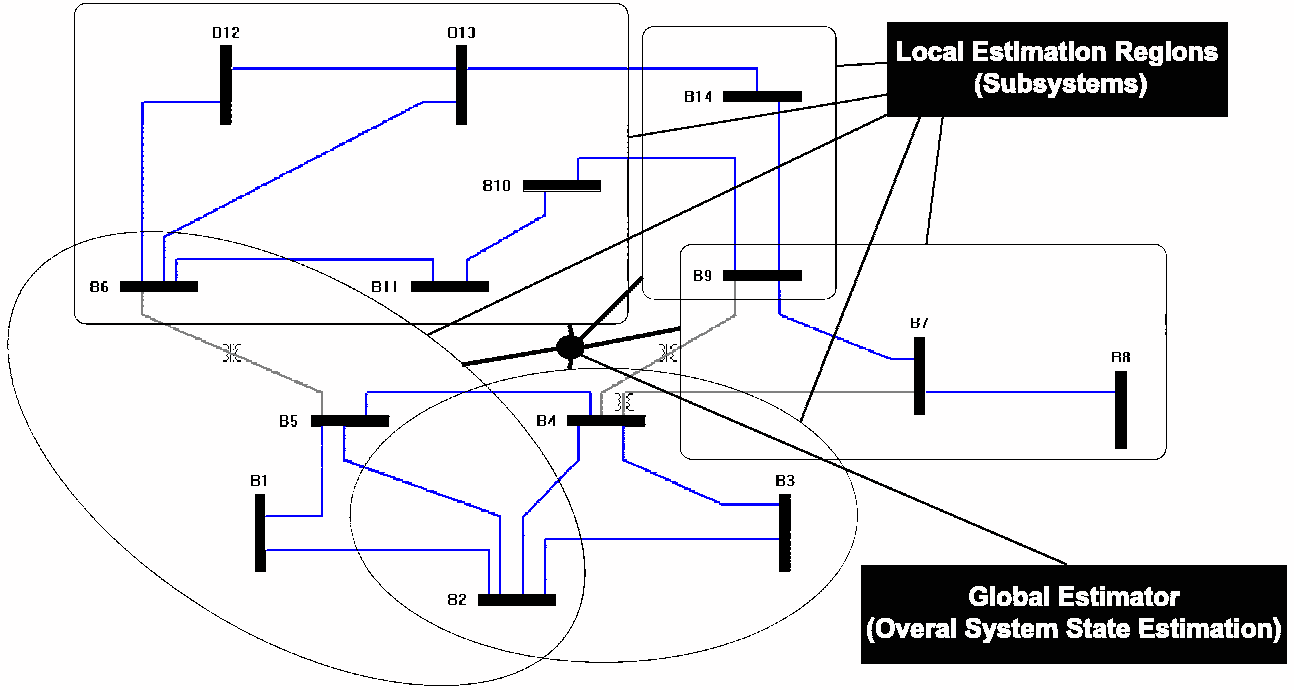 B12
B13
Local Estimation Regions
(Subsystems)
B14
B10
B6
B11
B9
B7
B8
B5
B4
B1
B3
B2
Global Estimator
(Overal System State Estimation)